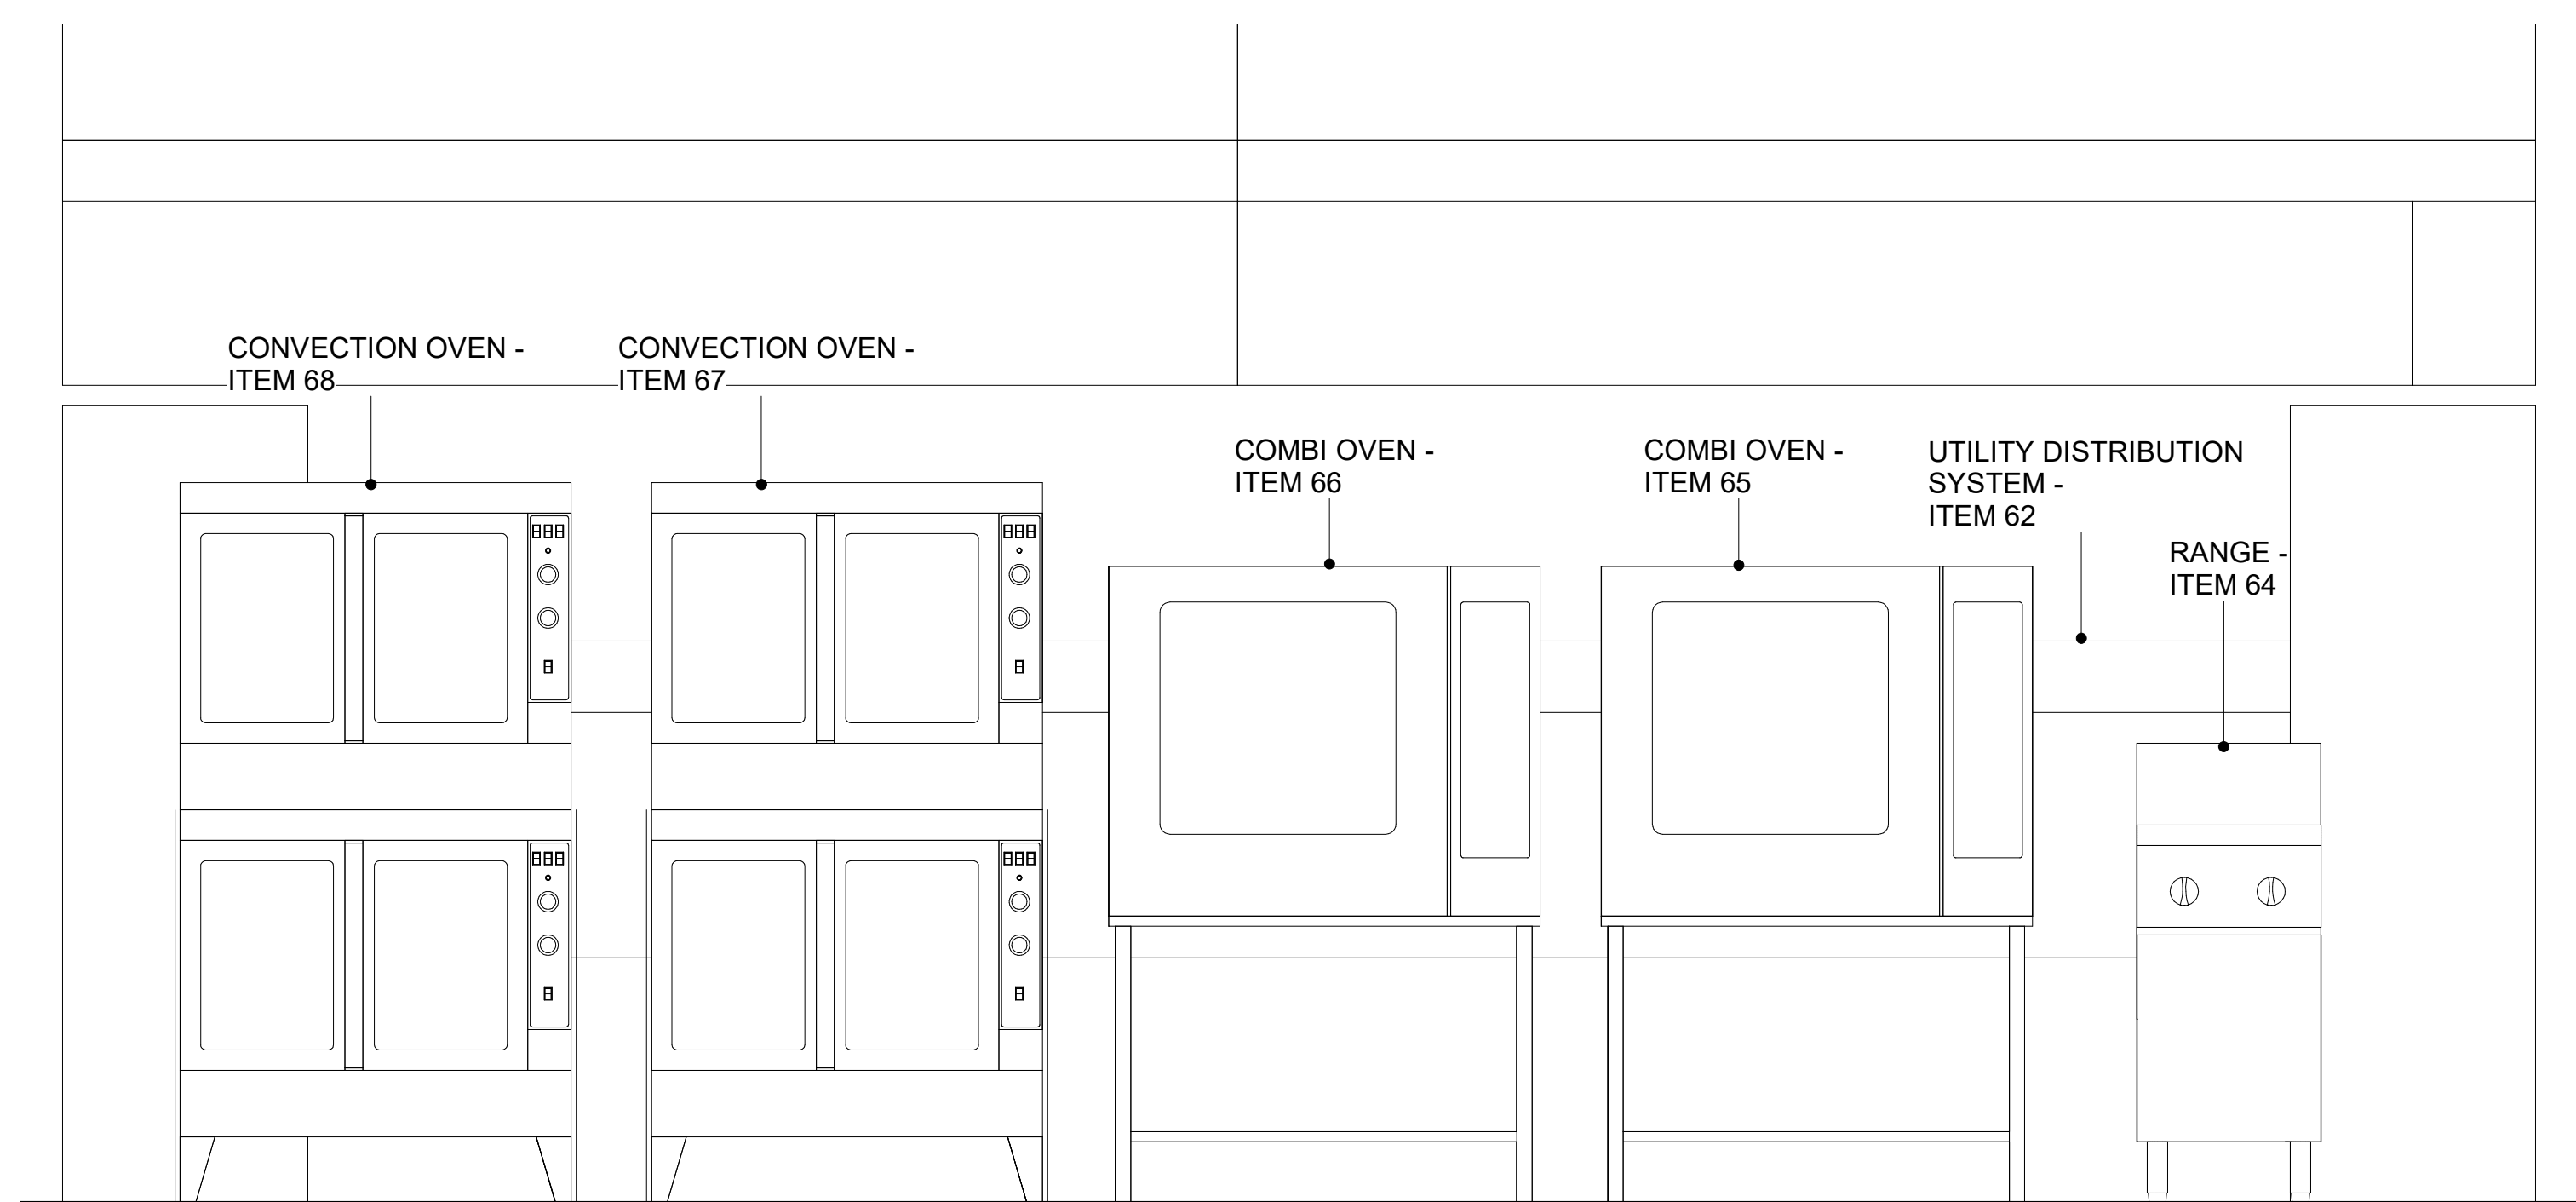 CONVECTION OVEN -
ITEM 68
CONVECTION OVEN -
ITEM 67
COMBI OVEN -
ITEM 66
COMBI OVEN -
ITEM 65
UTILITY DISTRIBUTION
SYSTEM -
ITEM 62
RANGE -
ITEM 64